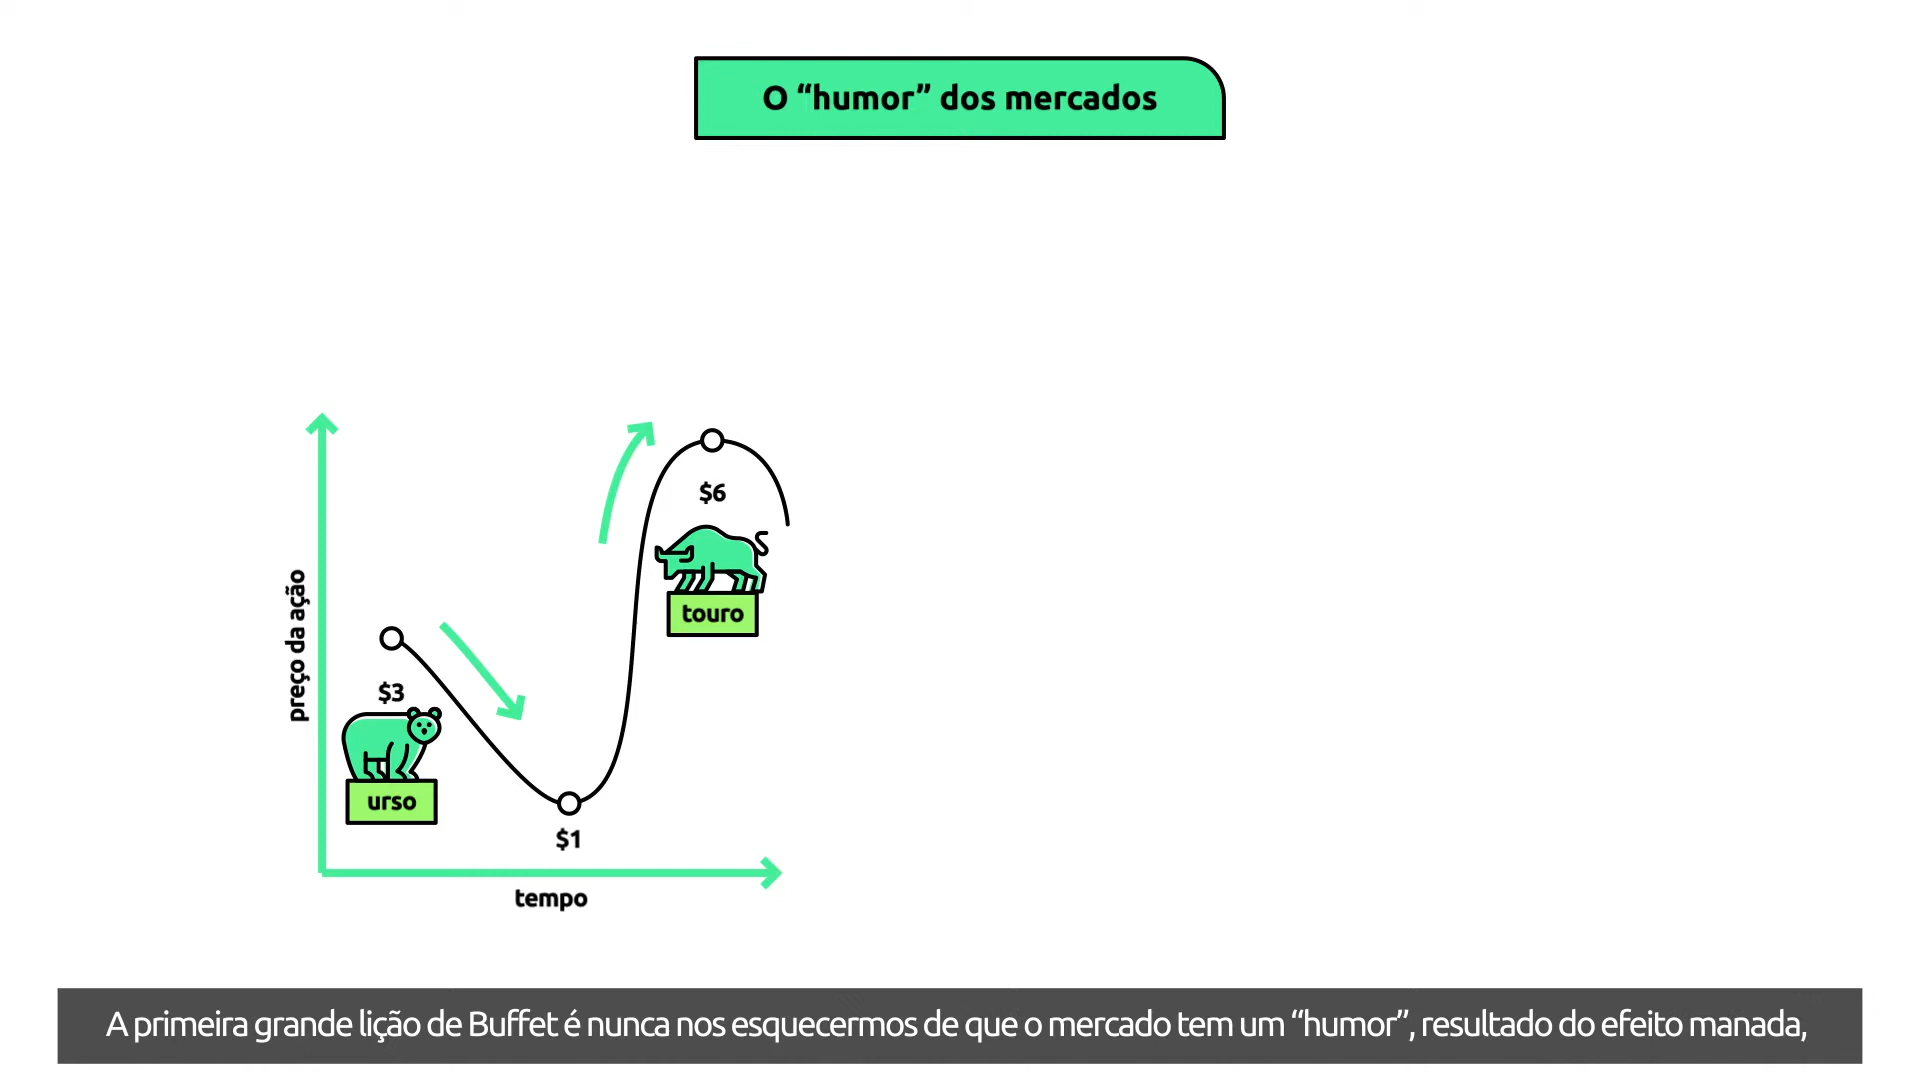 O “humor” dos mercados
preço da ação
$6
touro
$3
urso
$1
tempo
A primeira grande lição de Buffet é nunca nos esquecermos de que o mercado tem um “humor”, resultado do efeito manada,